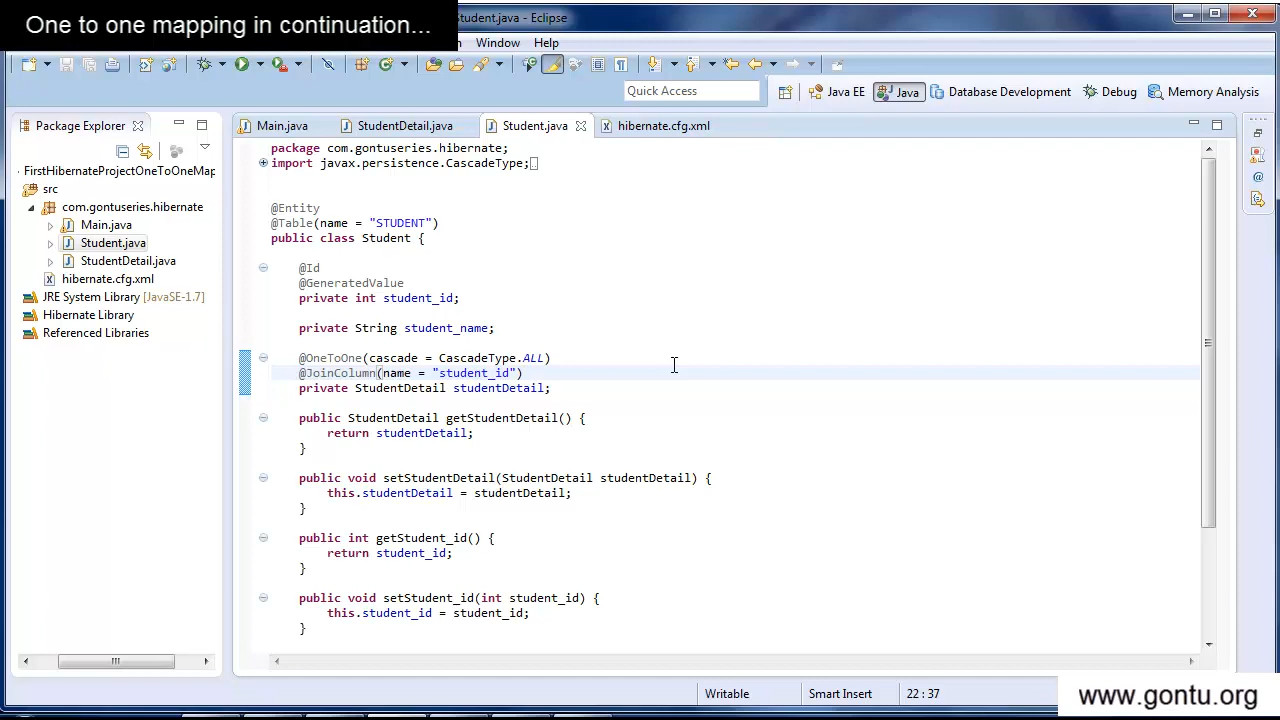 One to one mapping in continuation...
Student.java - Eclipse
Window Help
Quick Access
Java EE
Java
Database Development
Debug
Memory Analysis
Package Explorer
Main.java
StudentDetail.java
Student.java
hibernate.cfg.xml
FirstHibernateProjectOneToOneMap
src
com.gontuseries.hibernate
Main.java
Student.java
StudentDetail.java
hibernate.cfg.xml
JRE System Library [JavaSE-1.7]
Hibernate Library
Referenced Libraries
package com.gontuseries.hibernate;
import javax.persistence.CascadeType;
@Entity
@Table(name = "STUDENT")
public class Student {
@Id
@GeneratedValue
private int student_id;
private String student_name;
@OneToOne(cascade = CascadeType.ALL)
@JoinColumn(name = "student_id")
private StudentDetail studentDetail;
public StudentDetail getStudentDetail() {
return studentDetail;
}
public void setStudentDetail(StudentDetail studentDetail) {
this.studentDetail = studentDetail;
}
public int getStudent_id() {
return student_id;
}
public void setStudent_id(int student_id) {
this.student_id = student_id;
}
Writable
Smart Insert
22 : 37
www.gontu.org